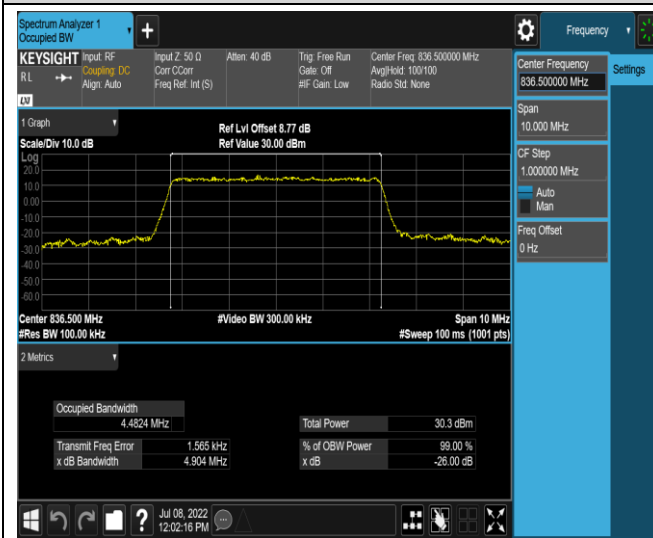 Spectrum Analyzer 1
Occupied BW
Frequency
KEYSIGHT
RL
LXI
Input: RF
Coupling: DC
Align: Auto
Input Z: 50 Ω
Corr CCorr
Freq Ref: Int (S)
Atten: 40 dB
Trig: Free Run
Gate: Off
#IF Gain: Low
Center Freq: 836.500000 MHz
Avg|Hold: 100/100
Radio Std: None
Center Frequency
836.500000 MHz
Settings
Span
10.000 MHz
CF Step
1.000000 MHz
Auto
Man
Freq Offset
0 Hz
1 Graph
Scale/Div 10.0 dB
Ref Lvl Offset 8.77 dB
Ref Value 30.00 dBm
Log
20.0
10.0
0.00
-10.0
-20.0
-30.0
-40.0
-50.0
-60.0
Center 836.500 MHz
#Video BW 300.00 kHz
Span 10 MHz
#Res BW 100.00 kHz
#Sweep 100 ms (1001 pts)
2 Metrics
Occupied Bandwidth
4.4824 MHz
Total Power 30.3 dBm
Transmit Freq Error 1.565 kHz
% of OBW Power 99.00 %
x dB Bandwidth 4.904 MHz
x dB -26.00 dB
?
Jul 08, 2022
12:02:16 PM